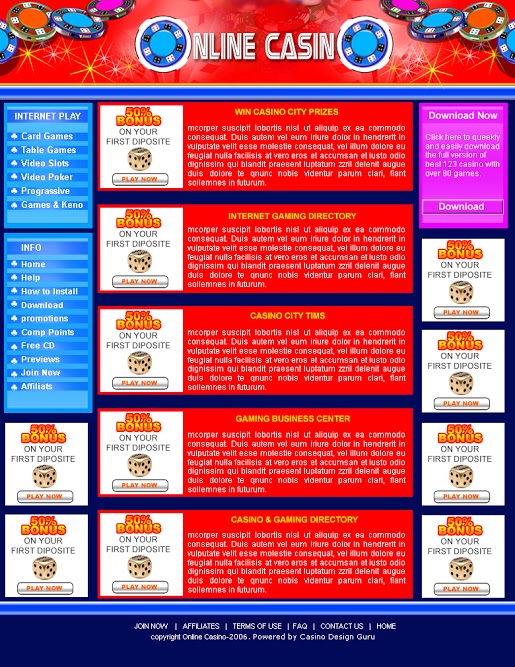 ONLINE CASINO
INTERNET PLAY
Card Games
Table Games
Video Slots
Video Poker
Prograssive
Games & Keno
INFO
Home
Help
How to Install
Download
promotions
Comp Points
Free CD
Previews
Join Now
Affiliats
50%
BONUS
ON YOUR
FIRST DIPOSITE
PLAY NOW
50%
BONUS
ON YOUR
FIRST DIPOSITE
PLAY NOW
50%
BONUS
ON YOUR
FIRST DIPOSITE
PLAY NOW
WIN CASINO CITY PRIZES
mcorper suscipit lobortis nisl ut aliquip ex ea commodo
consequat. Duis autem vel eum iriure dolor in hendrerit in
vulputate velit esse molestie consequat, vel illum dolore eu
feugiat nulla facilisis at vero eros et accumsan et iusto odio
dignissim qui blandit praesent luptatum zzril delenit augue
duis dolore te qnunc nobis videntur parum clari, fiant
sollemnes in futurum.
50%
BONUS
ON YOUR
FIRST DIPOSITE
PLAY NOW
INTERNET GAMING DIRECTORY
mcorper suscipit lobortis nisl ut aliquip ex ea commodo
consequat. Duis autem vel eum iriure dolor in hendrerit in
vulputate velit esse molestie consequat, vel illum dolore eu
feugiat nulla facilisis at vero eros et accumsan et iusto odio
dignissim qui blandit praesent luptatum zzril delenit augue
duis dolore te qnunc nobis videntur parum clari, fiant
sollemnes in futurum.
50%
BONUS
ON YOUR
FIRST DIPOSITE
PLAY NOW
CASINO CITY TIMS
mcorper suscipit lobortis nisl ut aliquip ex ea commodo
consequat. Duis autem vel eum iriure dolor in hendrerit in
vulputate velit esse molestie consequat, vel illum dolore eu
feugiat nulla facilisis at vero eros et accumsan et iusto odio
dignissim qui blandit praesent luptatum zzril delenit augue
duis dolore te qnunc nobis videntur parum clari, fiant
sollemnes in futurum.
50%
BONUS
ON YOUR
FIRST DIPOSITE
PLAY NOW
GAMING BUSINESS CENTER
mcorper suscipit lobortis nisl ut aliquip ex ea commodo
consequat. Duis autem vel eum iriure dolor in hendrerit in
vulputate velit esse molestie consequat, vel illum dolore eu
feugiat nulla facilisis at vero eros et accumsan et iusto odio
dignissim qui blandit praesent luptatum zzril delenit augue
duis dolore te qnunc nobis videntur parum clari, fiant
sollemnes in futurum.
50%
BONUS
ON YOUR
FIRST DIPOSITE
PLAY NOW
CASINO & GAMING DIRECTORY
mcorper suscipit lobortis nisl ut aliquip ex ea commodo
consequat. Duis autem vel eum iriure dolor in hendrerit in
vulputate velit esse molestie consequat, vel illum dolore eu
feugiat nulla facilisis at vero eros et accumsan et iusto odio
dignissim qui blandit praesent luptatum zzril delenit augue
duis dolore te qnunc nobis videntur parum clari, fiant
sollemnes in futurum.
Download Now
Click here to queekly
and easily download
the full version of
best 123 casino with
over 80 games.
Download
50%
BONUS
ON YOUR
FIRST DIPOSITE
PLAY NOW
50%
BONUS
ON YOUR
FIRST DIPOSITE
PLAY NOW
50%
BONUS
ON YOUR
FIRST DIPOSITE
PLAY NOW
50%
BONUS
ON YOUR
FIRST DIPOSITE
PLAY NOW
JOIN NOW | AFFILIATES | TERMS OF USE | FAQ | CONTACT US | HOME
copyright Online Casino-2006. Powered by Casino Design Guru